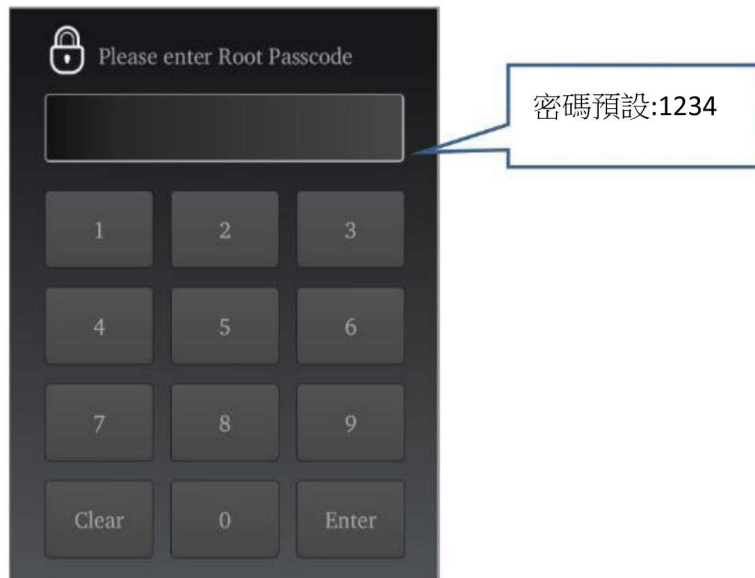 Please enter Root Passcode
密碼預設:1234
1 2 3
4 5 6
7 8 9
Clear 0 Enter